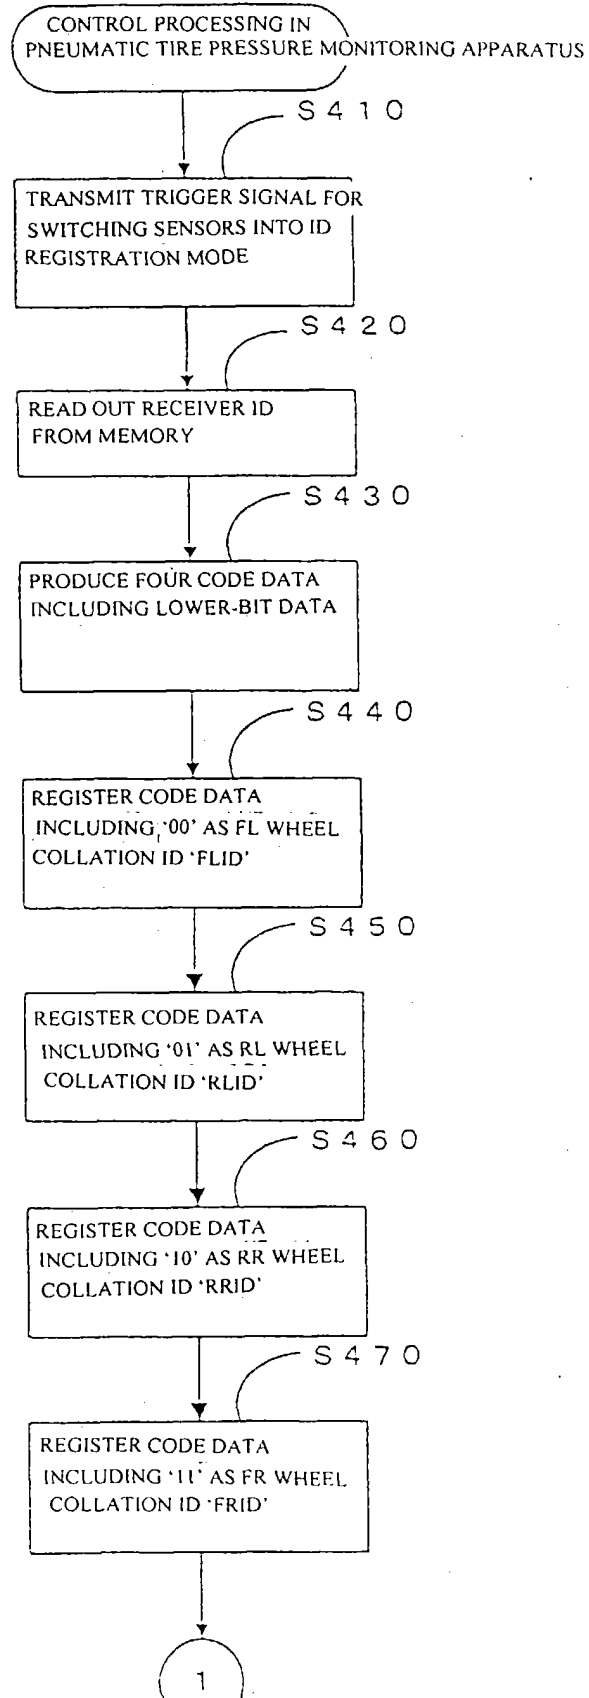 CONTROL PROCESSING IN
PNEUMATIC TIRE PRESSURE MONITORING APPARATUS
S410
TRANSMIT TRIGGER SIGNAL FOR
SWITCHING SENSORS INTO ID
REGISTRATION MODE
S420
READ OUT RECEIVER ID
FROM MEMORY
S430
PRODUCE FOUR CODE DATA
INCLUDING LOWER-BIT DATA
S440
REGISTER CODE DATA
INCLUDING '00' AS FL WHEEL
COLLATION ID 'FLID'
S450
REGISTER CODE DATA
INCLUDING '01' AS RL WHEEL
COLLATION ID 'RLID'
S460
REGISTER CODE DATA
INCLUDING '10' AS RR WHEEL
COLLATION ID 'RRID'
S470
REGISTER CODE DATA
INCLUDING '11' AS FR WHEEL
COLLATION ID 'FRID'
1